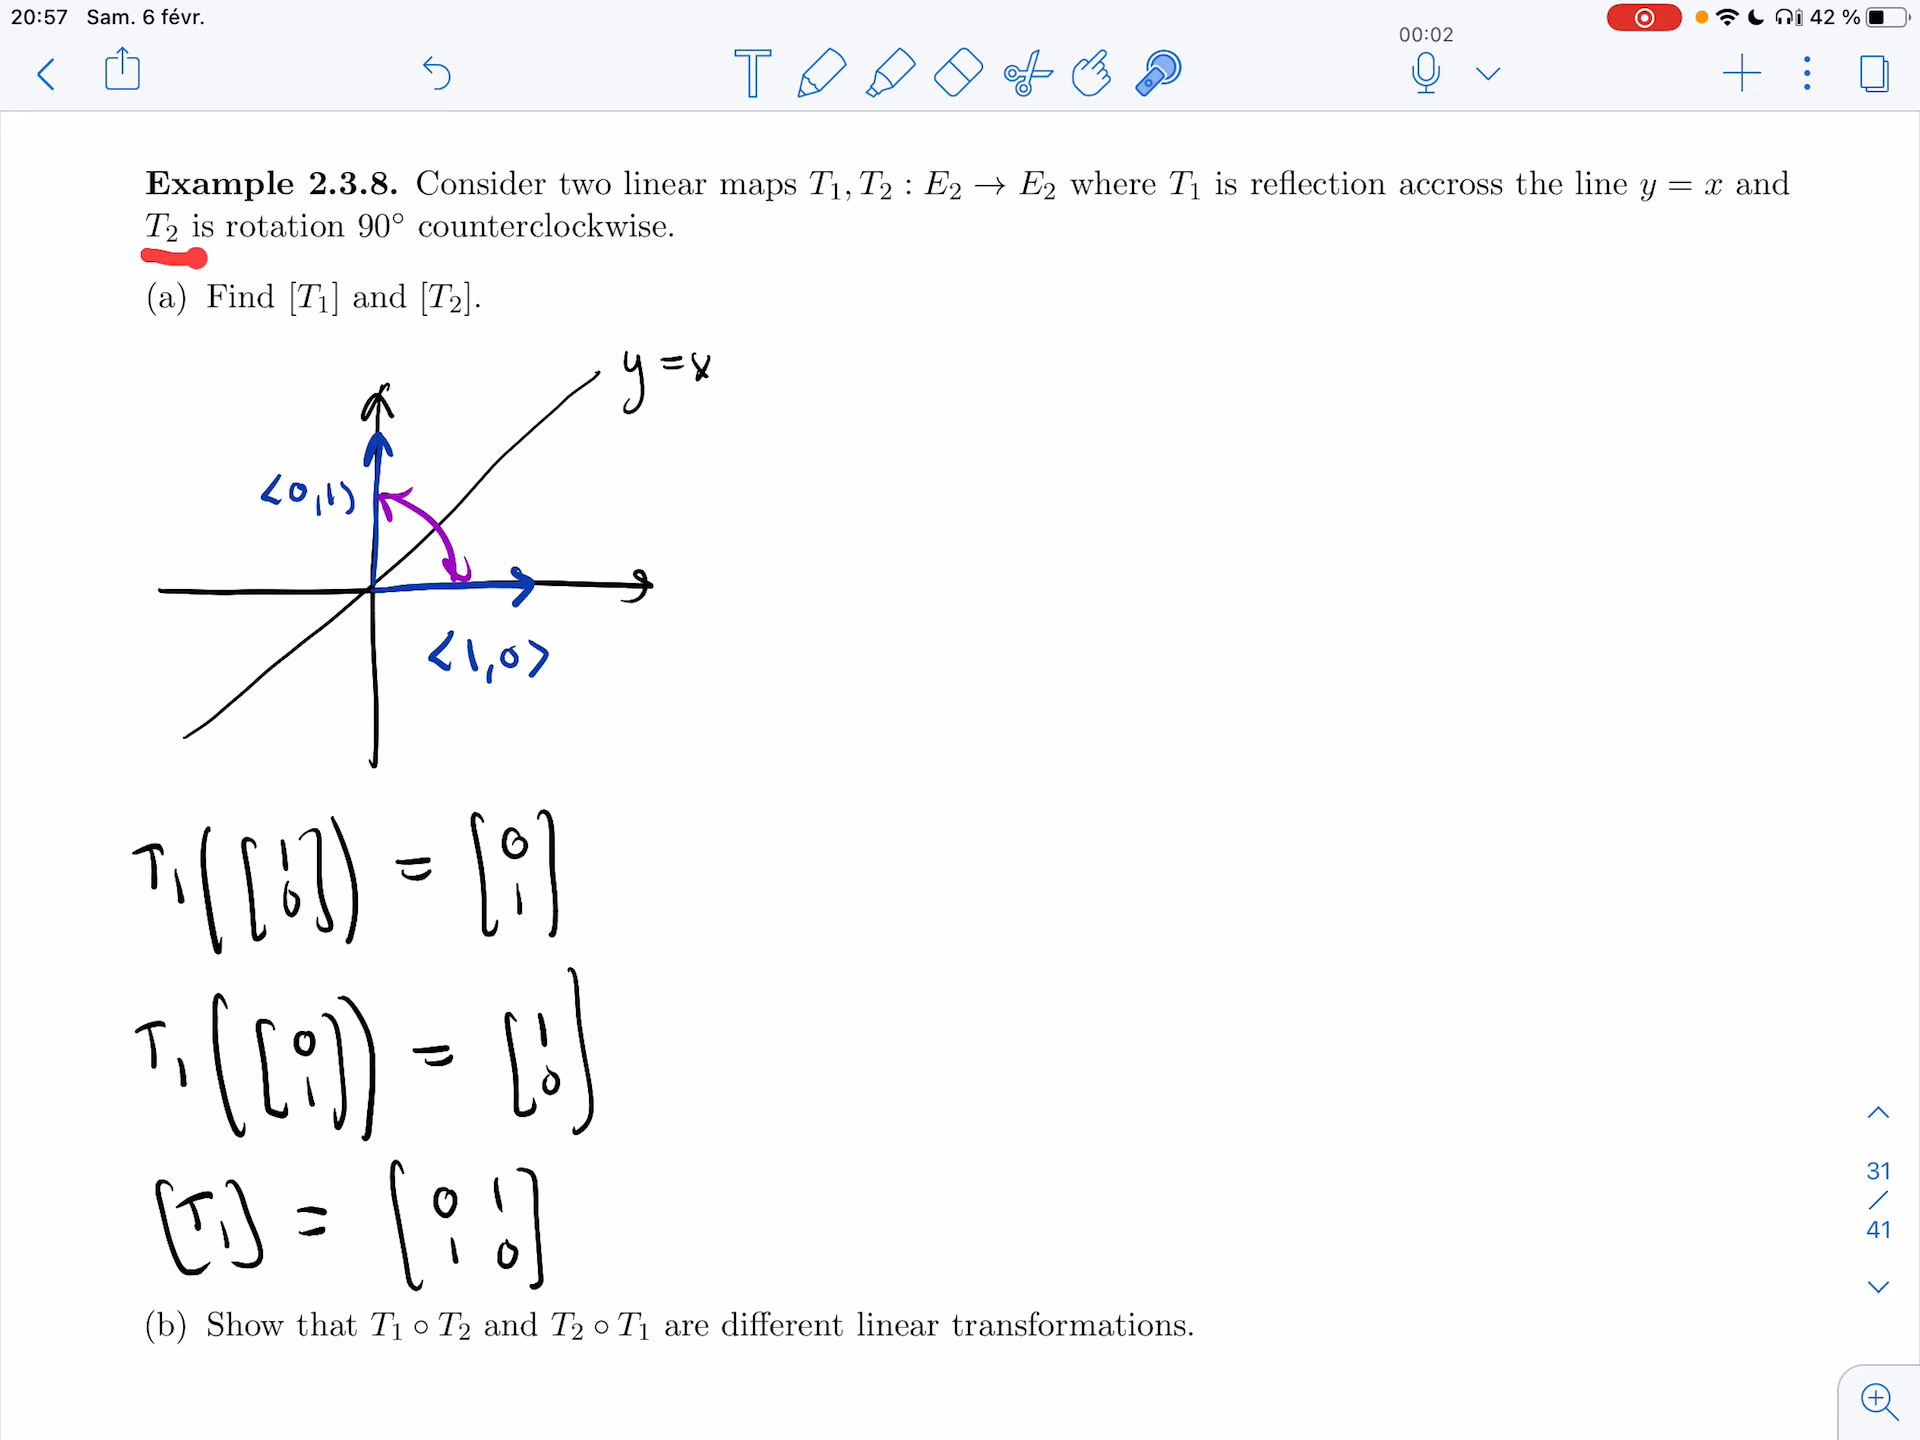 20:57 Sam. 6 févr.
42 %
00:02
Example 2.3.8. Consider two linear maps T₁, T₂ : E₂ → E₂ where T₁ is reflection accross the line y = x and
T₂ is rotation 90° counterclockwise.
(a) Find [T₁] and [T₂].
y = x
<0,1)
<1,0>
T₁([1 0]) = [0 1]
T₁([0 1]) = [1 0]
[T₁] = [0 1
1 0]
(b) Show that T₁ ∘ T₂ and T₂ ∘ T₁ are different linear transformations.
31
/
41